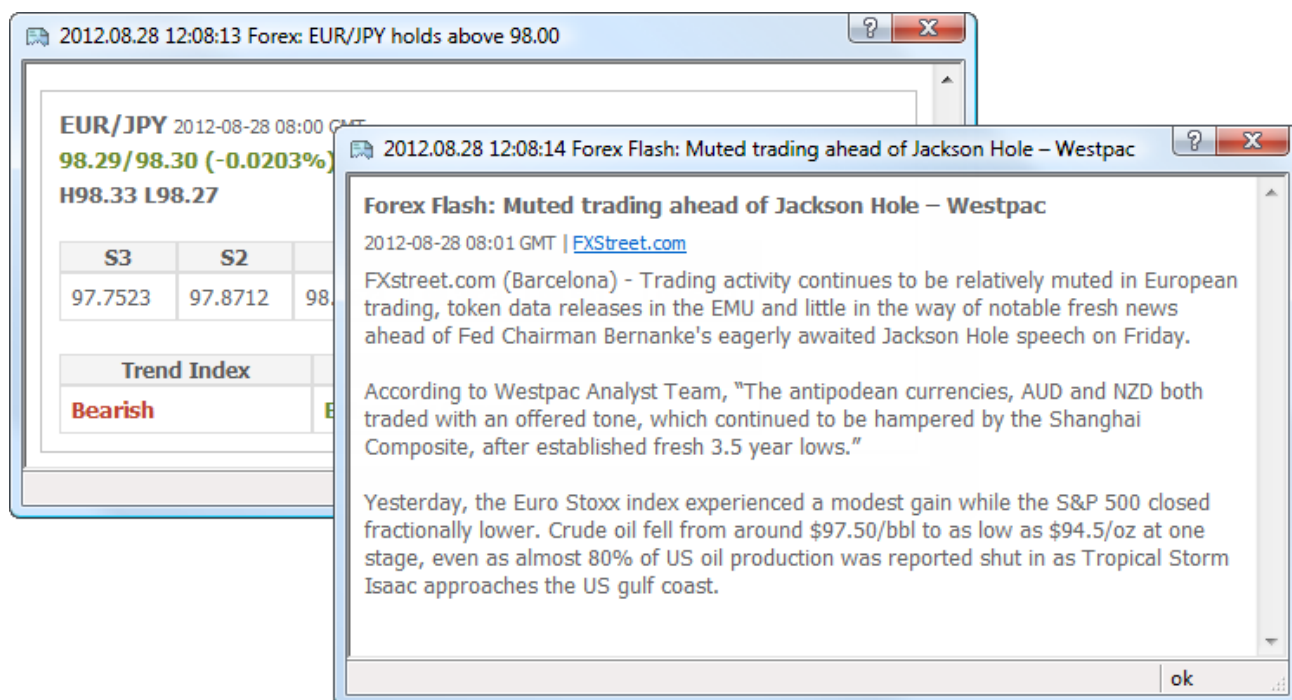 2012.08.28 12:08:13 Forex: EUR/JPY holds above 98.00
EUR/JPY 2012-08-28 08:00 GMT
98.29/98.30 (-0.0203%)
H98.33 L98.27
S3 S2
97.7523 97.8712 98.
Trend Index
Bearish
2012.08.28 12:08:14 Forex Flash: Muted trading ahead of Jackson Hole – Westpac
Forex Flash: Muted trading ahead of Jackson Hole – Westpac
2012-08-28 08:01 GMT | FXStreet.com
FXstreet.com (Barcelona) - Trading activity continues to be relatively muted in European
trading, token data releases in the EMU and little in the way of notable fresh news
ahead of Fed Chairman Bernanke's eagerly awaited Jackson Hole speech on Friday.
According to Westpac Analyst Team, “The antipodean currencies, AUD and NZD both
traded with an offered tone, which continued to be hampered by the Shanghai
Composite, after established fresh 3.5 year lows.”
Yesterday, the Euro Stoxx index experienced a modest gain while the S&P 500 closed
fractionally lower. Crude oil fell from around $97.50/bbl to as low as $94.5/oz at one
stage, even as almost 80% of US oil production was reported shut in as Tropical Storm
Isaac approaches the US gulf coast.
ok